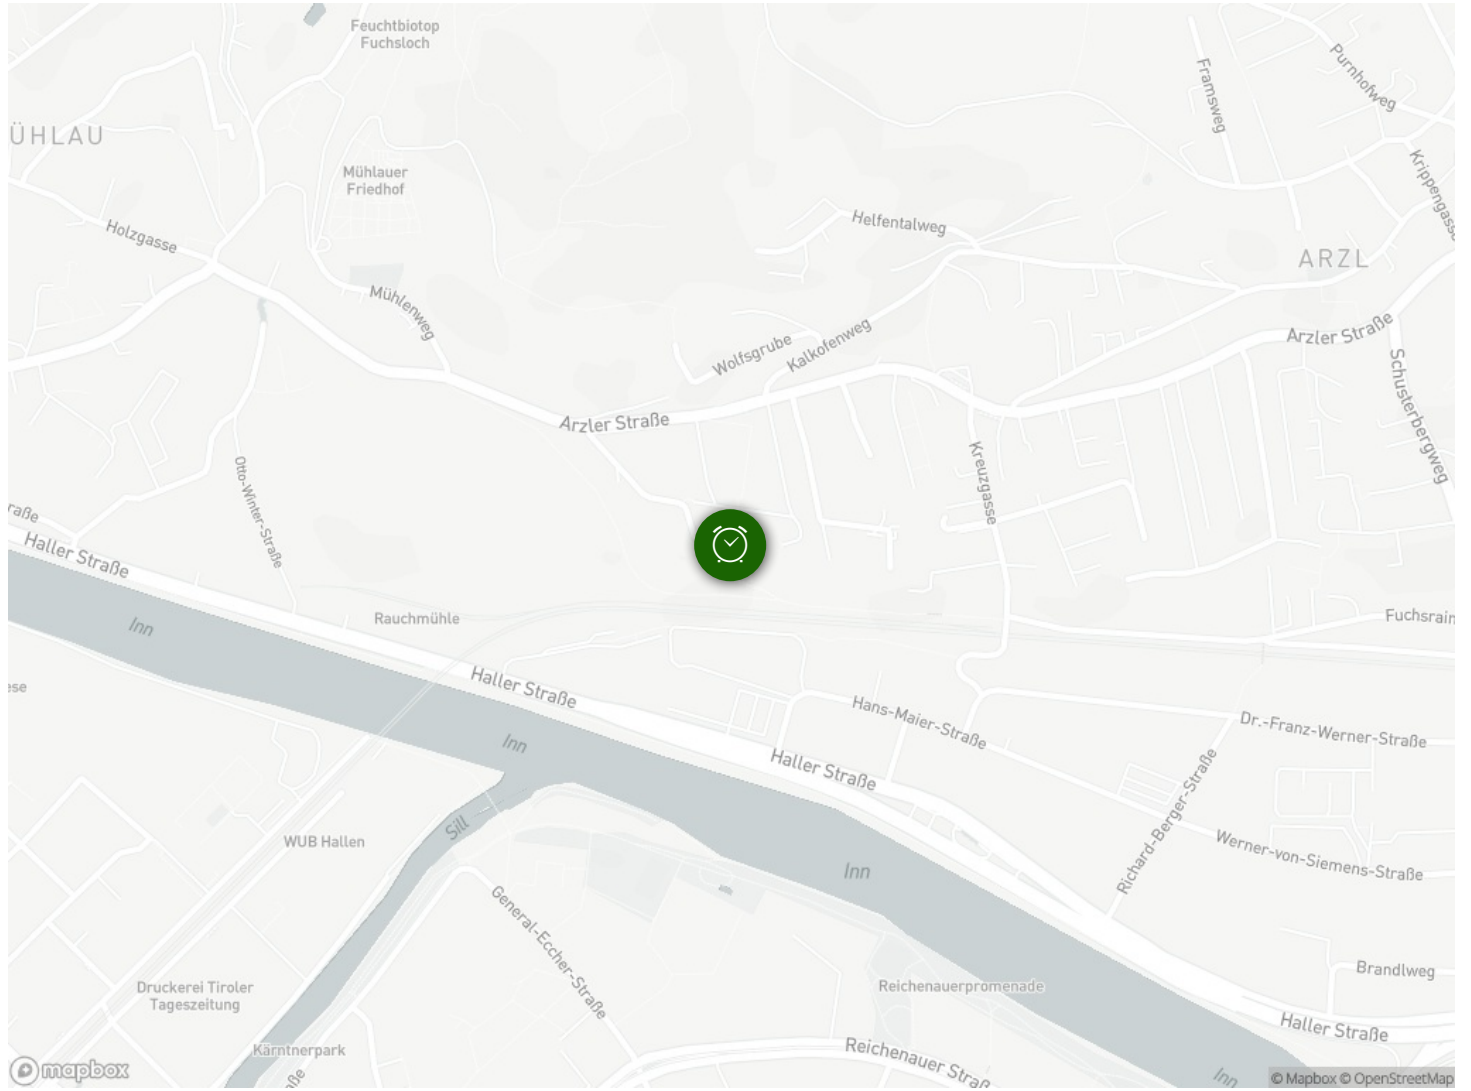 Feuchtbiotop
Fuchsloch
Purnhofweg
Framsweg
ÜHLAU
Mühlauer
Friedhof
Krippengasse
Holzgasse
Helfentalweg
ARZL
Mühlenweg
Wolfsgrube
Kalkofenweg
Arzler Straße
Schusterbergweg
Arzler Straße
Kreuzgasse
Otto-Winter-Straße
raße
Haller Straße
Inn
Rauchmühle
Fuchsrain
Haller Straße
ese
Hans-Maier-Straße
Dr.-Franz-Werner-Straße
Inn
Haller Straße
Richard-Berger-Straße
Sill
WUB Hallen
Werner-von-Siemens-Straße
Inn
General-Eccher-Straße
Brandlweg
Druckerei Tiroler
Tageszeitung
Reichenauerpromenade
Haller Straße
Kärntnerpark
Reichenauer Straß
aße
Inn
mapbox
© Mapbox © OpenStreetMap